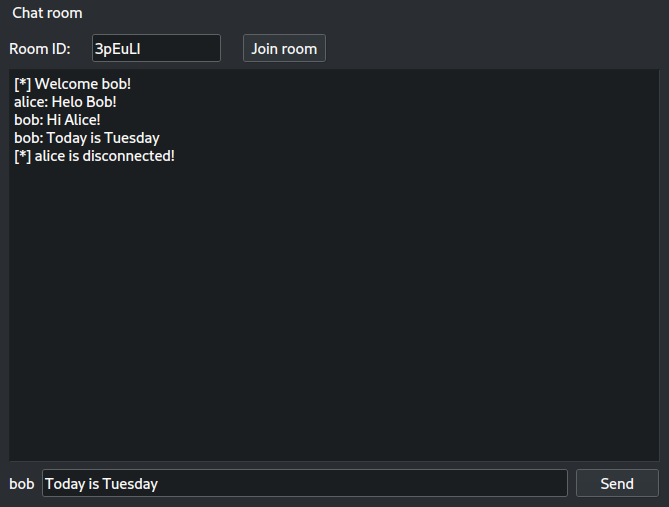 Chat room
Room ID: 3pEuLI Join room
[*] Welcome bob!
alice: Helo Bob!
bob: Hi Alice!
bob: Today is Tuesday
[*] alice is disconnected!
bob Today is Tuesday Send